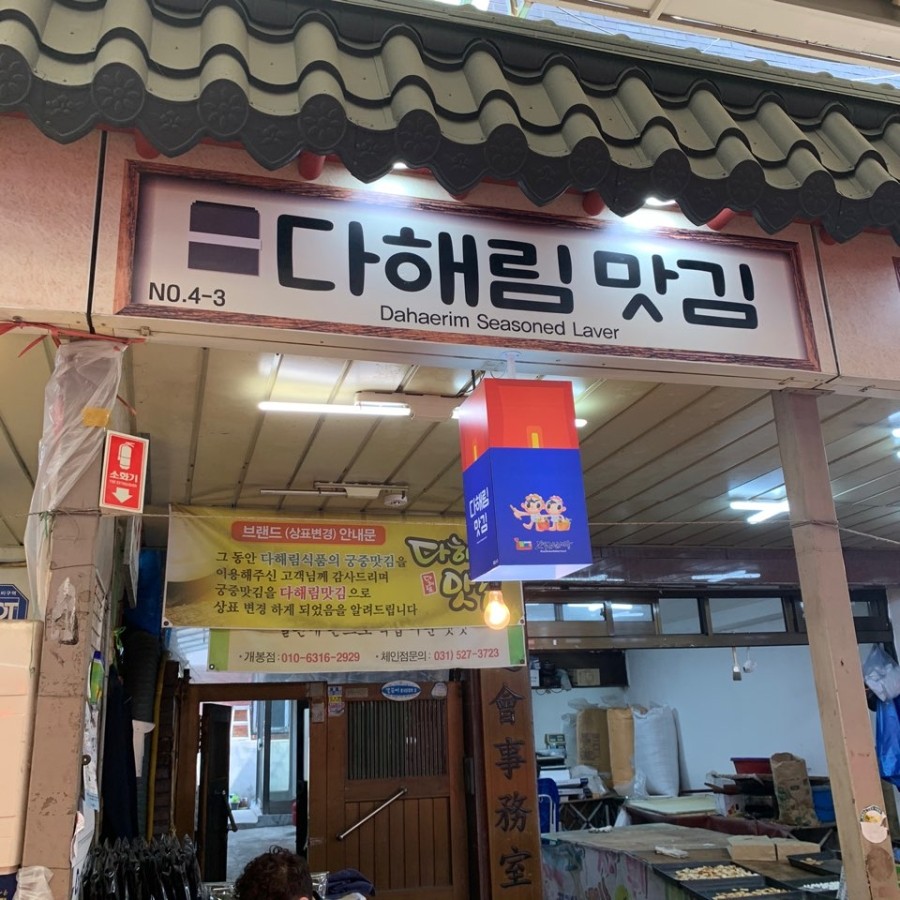 다해림 맛김
NO.4-3
Dahaerim Seasoned Laver
소화기
브랜드 (상표변경) 안내문
그 동안 다해림식품의 궁중맛김을
이용해주신 고객님께 감사드리며
궁중맛김을 다해림맛김으로
상표 변경 하게 되었음을 알려드립니다
다해
맛김
다해림
맛김
· 개봉점 : 010-6316-2929 · 체인점문의 : 031) 527-3723
會事務室